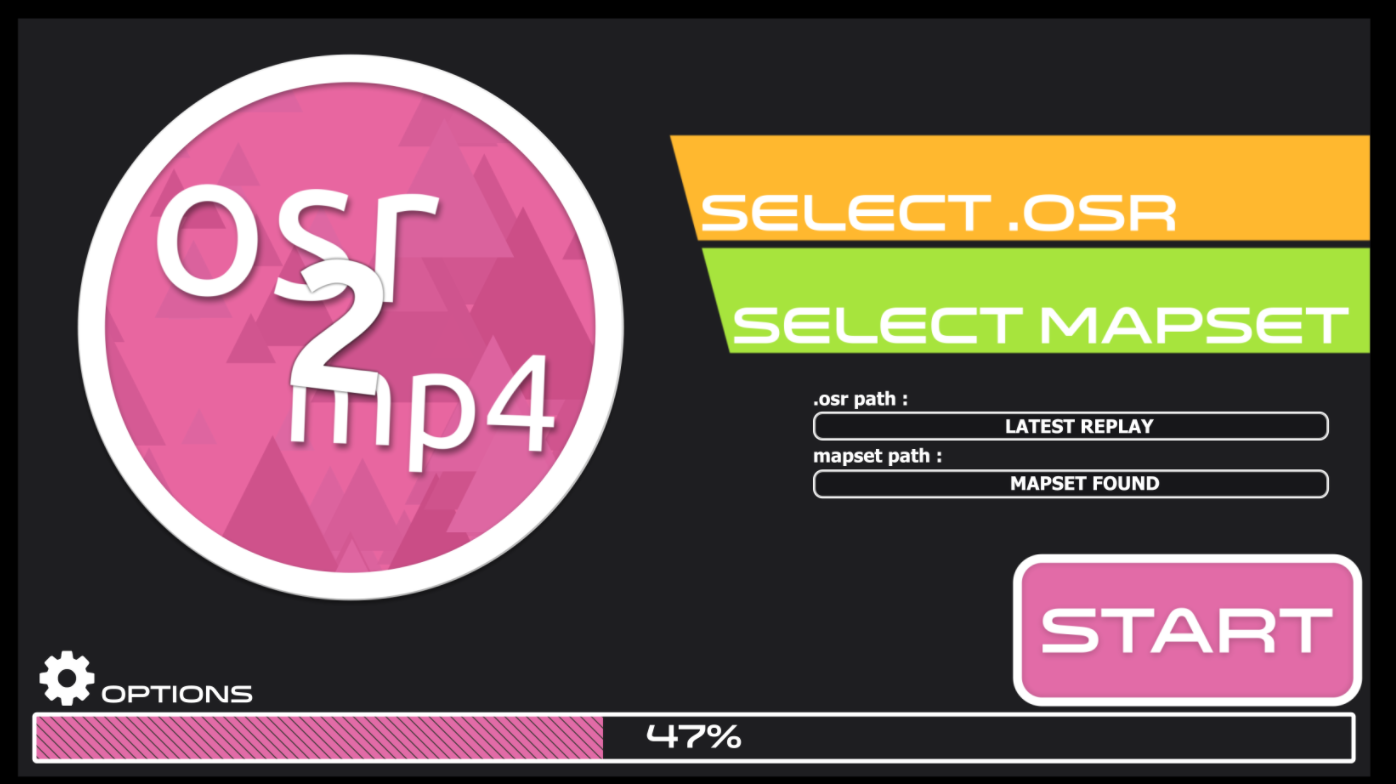 osr
2
mp4
SELECT .OSR
SELECT MAPSET
.osr path :
LATEST REPLAY
mapset path :
MAPSET FOUND
START
OPTIONS
47%